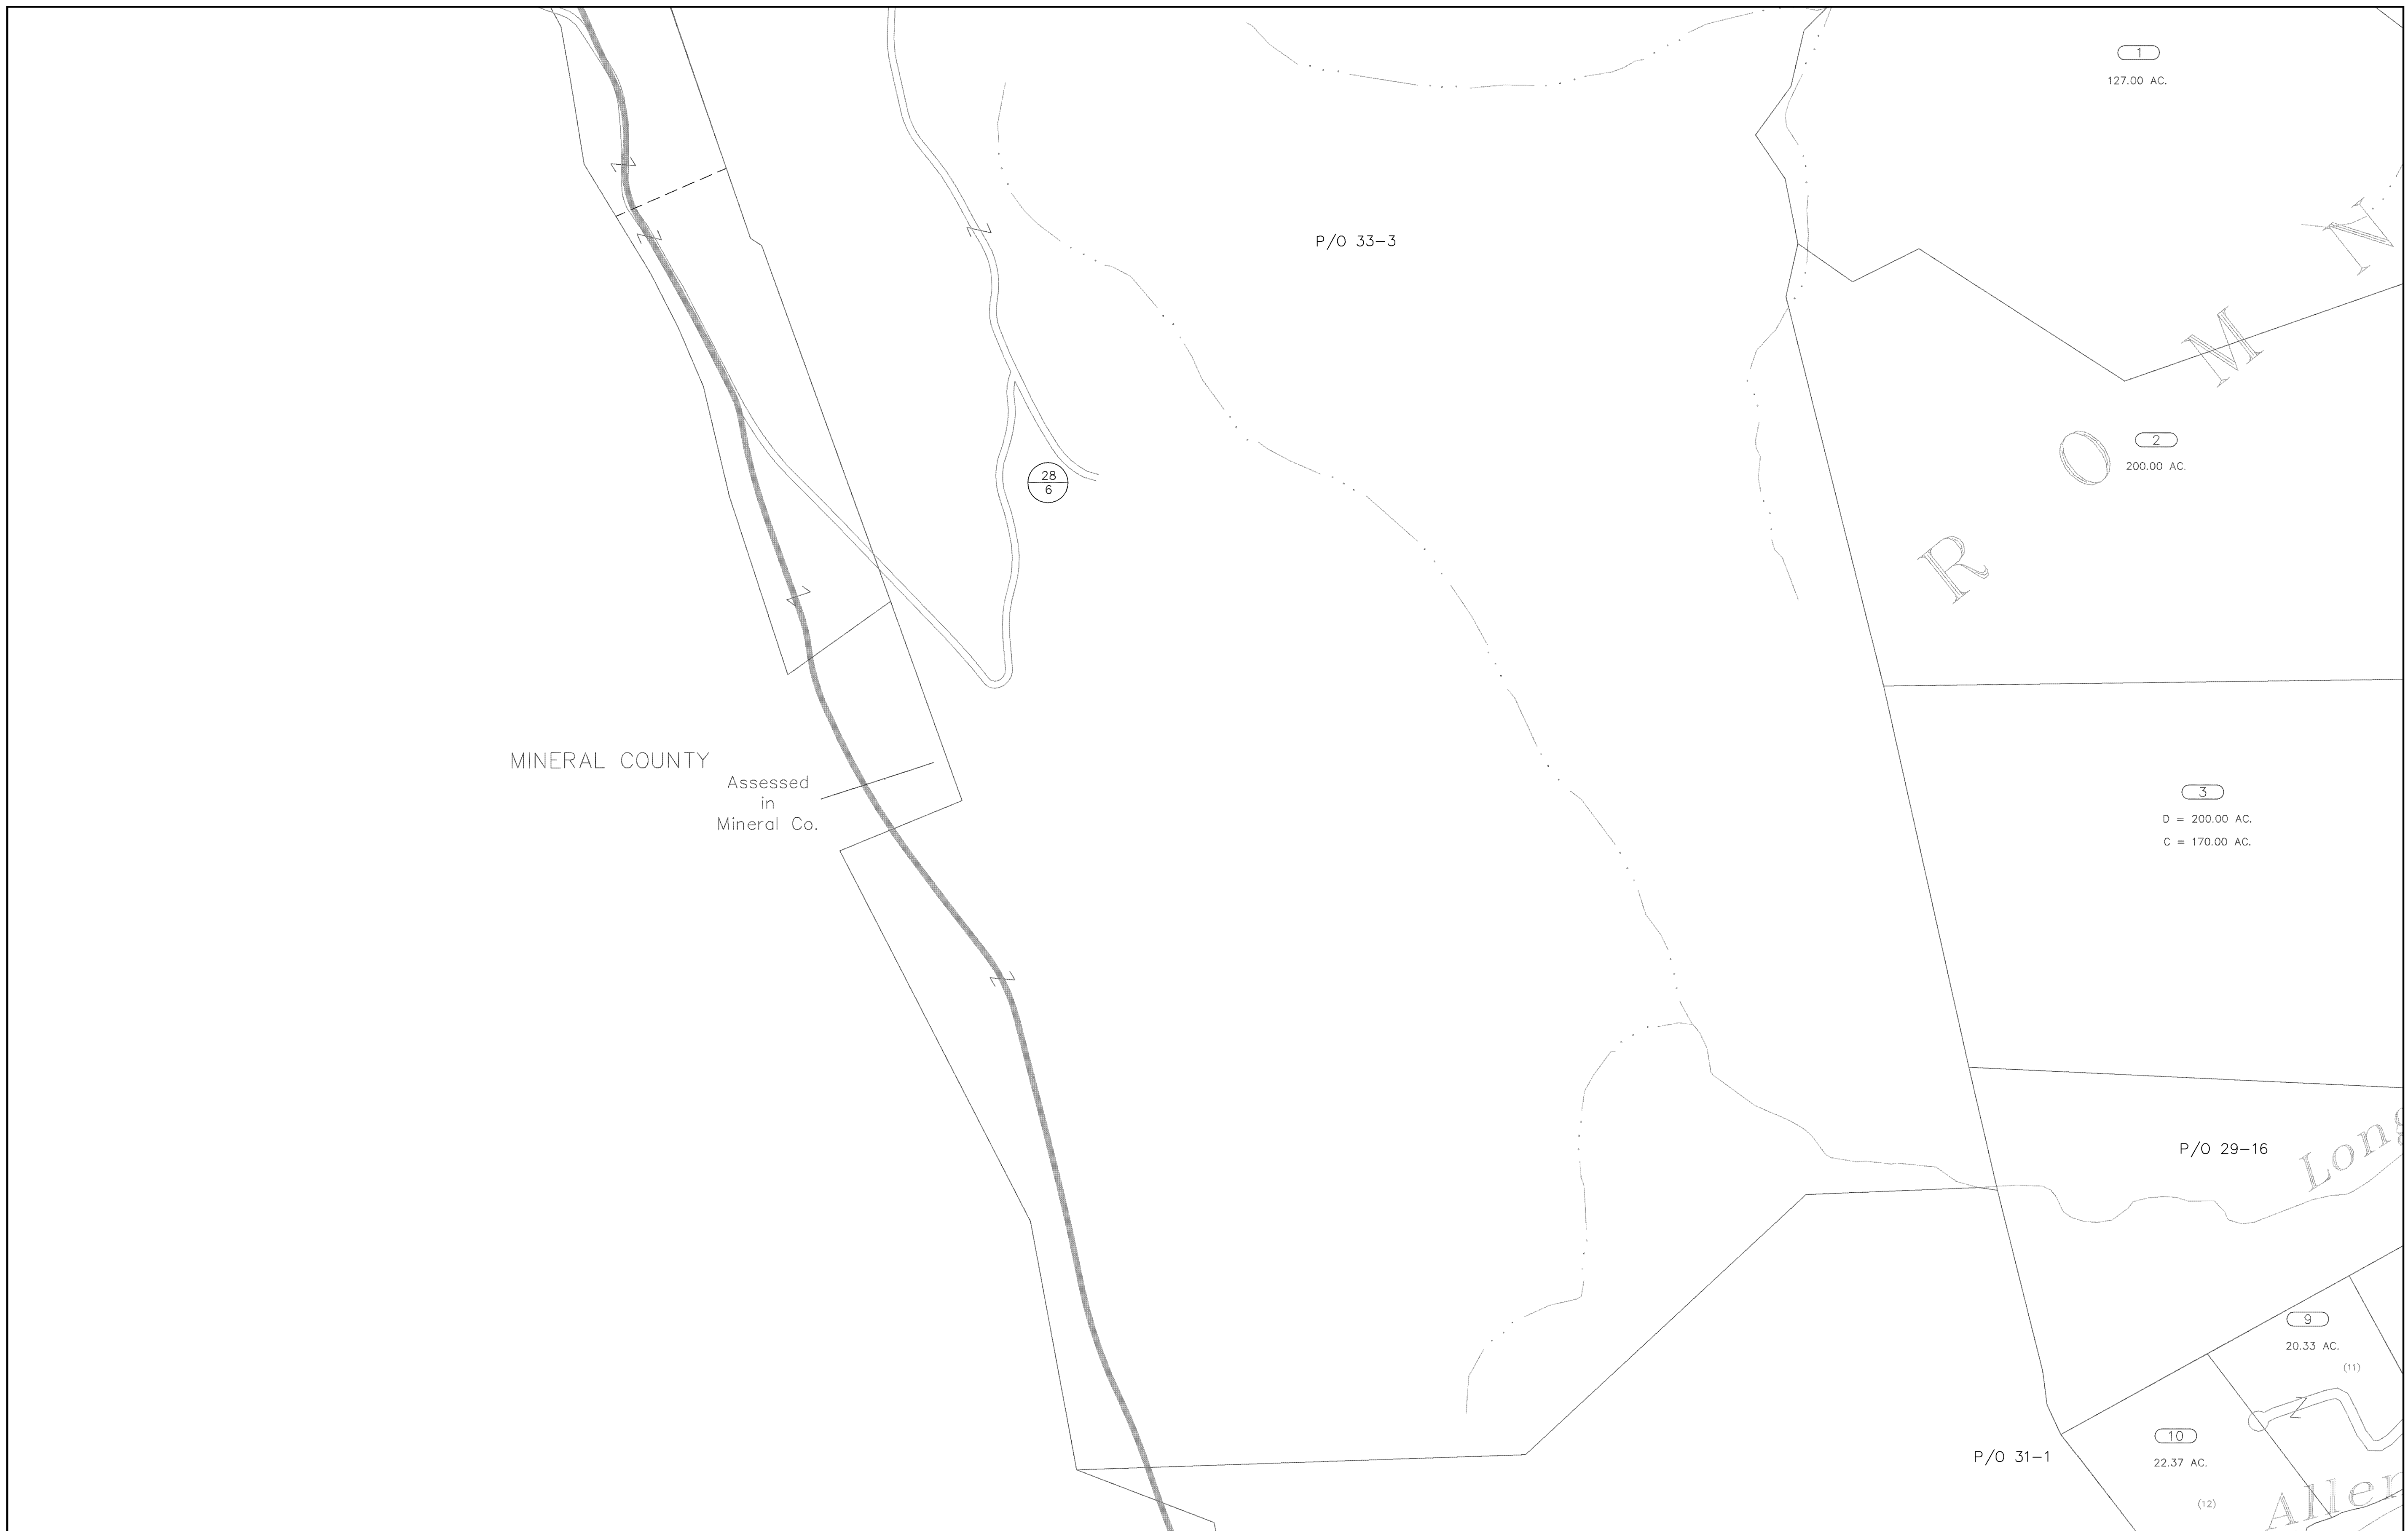 1
127.00 AC.
P/O 33-3
N
M
O
R
2
200.00 AC.
28
6
MINERAL COUNTY
Assessed
in
Mineral Co.
3
D = 200.00 AC.
C = 170.00 AC.
P/O 29-16
Long
9
20.33 AC.
(11)
P/O 31-1
10
22.37 AC.
(12)
Allen